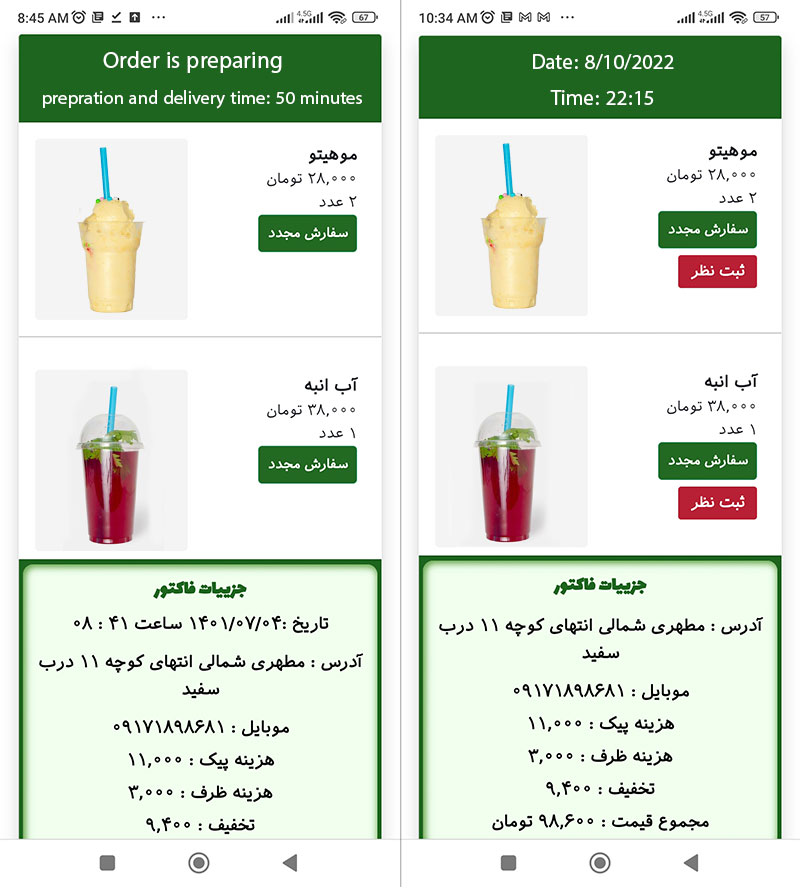 8:45 AM
4.5G
67
Order is preparing
prepration and delivery time: 50 minutes
موهیتو
۲۸,۰۰۰ تومان
۲ عدد
سفارش مجدد
آب انبه
۳۸,۰۰۰ تومان
۱ عدد
سفارش مجدد
جزییات فاکتور
تاریخ :۱۴۰۱/۰۷/۰۴ ساعت ۴۱ : ۰۸
آدرس : مطهری شمالی انتهای کوچه ۱۱ درب
سفید
موبایل : ۰۹۱۷۱۸۹۸۶۸۱
هزینه پیک : ۱۱,۰۰۰
هزینه ظرف : ۳,۰۰۰
تخفیف : ۹,۴۰۰
10:34 AM
4.5G
57
Date: 8/10/2022
Time: 22:15
موهیتو
۲۸,۰۰۰ تومان
۲ عدد
سفارش مجدد
ثبت نظر
آب انبه
۳۸,۰۰۰ تومان
۱ عدد
سفارش مجدد
ثبت نظر
جزییات فاکتور
آدرس : مطهری شمالی انتهای کوچه ۱۱ درب
سفید
موبایل : ۰۹۱۷۱۸۹۸۶۸۱
هزینه پیک : ۱۱,۰۰۰
هزینه ظرف : ۳,۰۰۰
تخفیف : ۹,۴۰۰
مجموع قیمت : ۹۸,۶۰۰ تومان